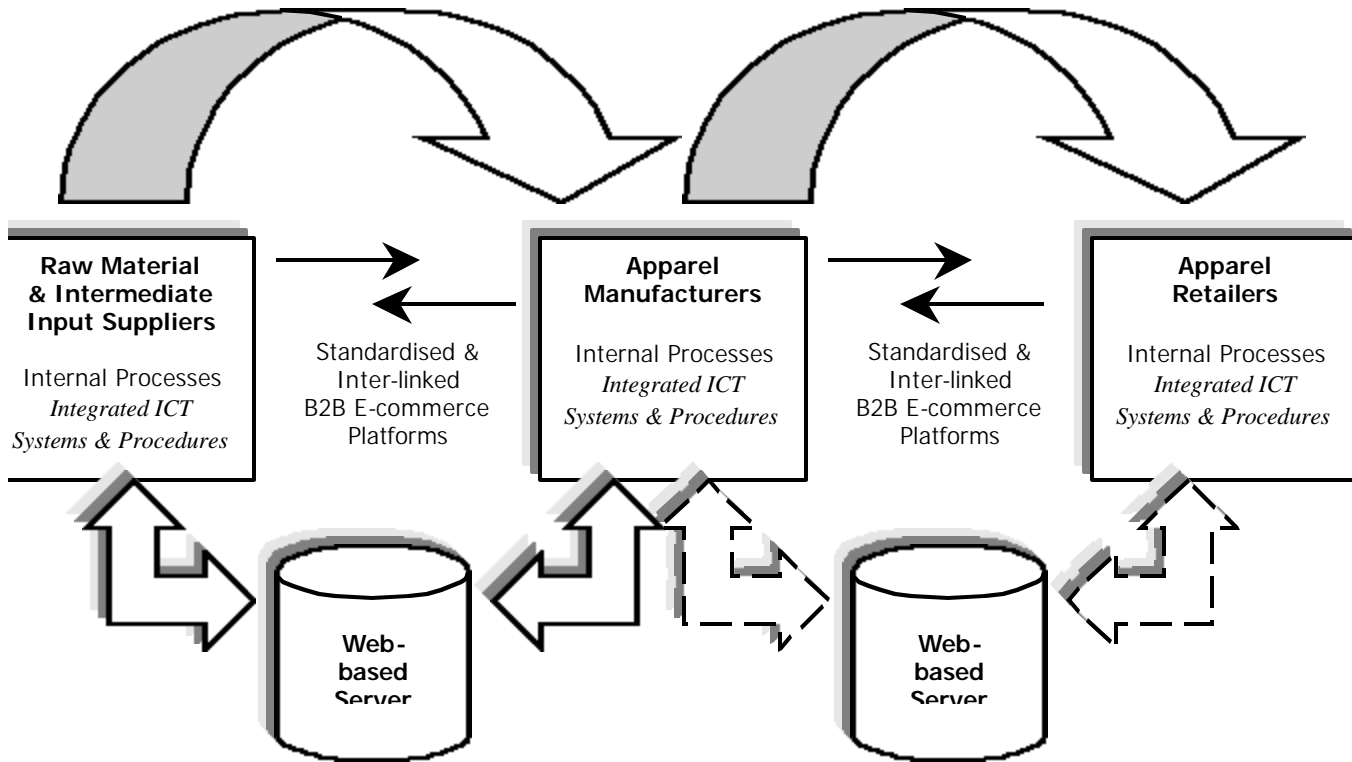 Raw Material
& Intermediate
Input Suppliers
Internal Processes
Integrated ICT
Systems & Procedures
Standardised &
Inter-linked
B2B E-commerce
Platforms
Apparel
Manufacturers
Internal Processes
Integrated ICT
Systems & Procedures
Standardised &
Inter-linked
B2B E-commerce
Platforms
Apparel
Retailers
Internal Processes
Integrated ICT
Systems & Procedures
Web-
based
Server
Web-
based
Server